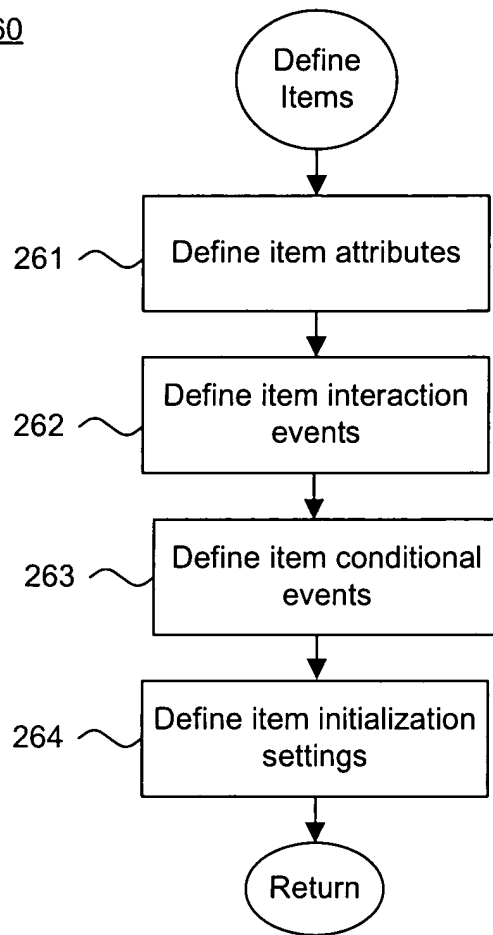 60
Define
Items
261
Define item attributes
262
Define item interaction
events
263
Define item conditional
events
264
Define item initialization
settings
Return